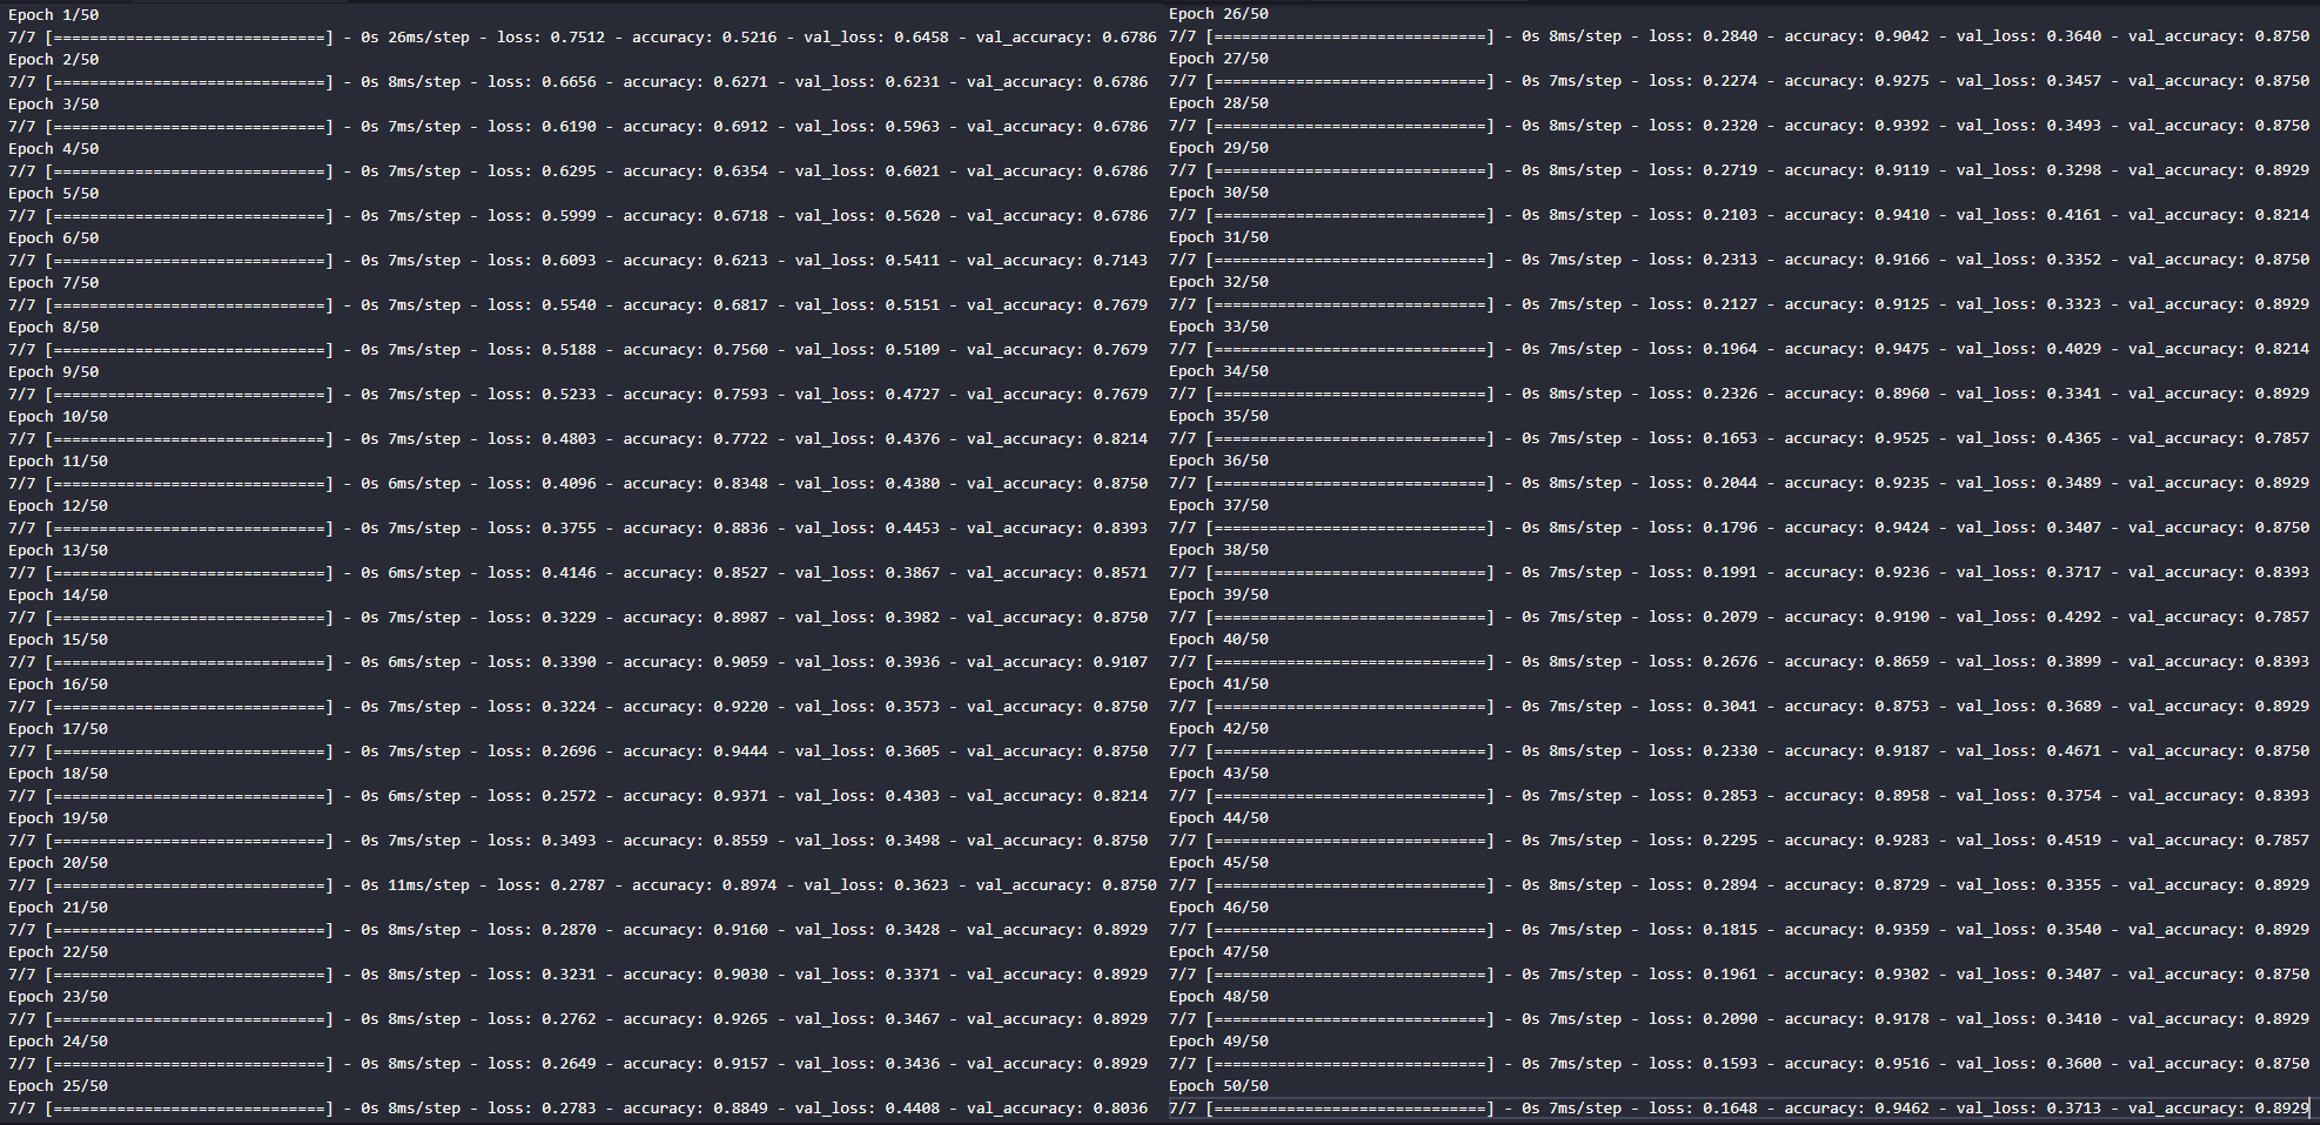 Epoch 1/50
7/7 [==============================] - 0s 26ms/step - loss: 0.7512 - accuracy: 0.5216 - val_loss: 0.6458 - val_accuracy: 0.6786
Epoch 2/50
7/7 [==============================] - 0s 8ms/step - loss: 0.6656 - accuracy: 0.6271 - val_loss: 0.6231 - val_accuracy: 0.6786
Epoch 3/50
7/7 [==============================] - 0s 7ms/step - loss: 0.6190 - accuracy: 0.6912 - val_loss: 0.5963 - val_accuracy: 0.6786
Epoch 4/50
7/7 [==============================] - 0s 7ms/step - loss: 0.6295 - accuracy: 0.6354 - val_loss: 0.6021 - val_accuracy: 0.6786
Epoch 5/50
7/7 [==============================] - 0s 7ms/step - loss: 0.5999 - accuracy: 0.6718 - val_loss: 0.5620 - val_accuracy: 0.6786
Epoch 6/50
7/7 [==============================] - 0s 7ms/step - loss: 0.6093 - accuracy: 0.6213 - val_loss: 0.5411 - val_accuracy: 0.7143
Epoch 7/50
7/7 [==============================] - 0s 7ms/step - loss: 0.5540 - accuracy: 0.6817 - val_loss: 0.5151 - val_accuracy: 0.7679
Epoch 8/50
7/7 [==============================] - 0s 7ms/step - loss: 0.5188 - accuracy: 0.7560 - val_loss: 0.5109 - val_accuracy: 0.7679
Epoch 9/50
7/7 [==============================] - 0s 7ms/step - loss: 0.5233 - accuracy: 0.7593 - val_loss: 0.4727 - val_accuracy: 0.7679
Epoch 10/50
7/7 [==============================] - 0s 7ms/step - loss: 0.4803 - accuracy: 0.7722 - val_loss: 0.4376 - val_accuracy: 0.8214
Epoch 11/50
7/7 [==============================] - 0s 6ms/step - loss: 0.4096 - accuracy: 0.8348 - val_loss: 0.4380 - val_accuracy: 0.8750
Epoch 12/50
7/7 [==============================] - 0s 7ms/step - loss: 0.3755 - accuracy: 0.8836 - val_loss: 0.4453 - val_accuracy: 0.8393
Epoch 13/50
7/7 [==============================] - 0s 6ms/step - loss: 0.4146 - accuracy: 0.8527 - val_loss: 0.3867 - val_accuracy: 0.8571
Epoch 14/50
7/7 [==============================] - 0s 7ms/step - loss: 0.3229 - accuracy: 0.8987 - val_loss: 0.3982 - val_accuracy: 0.8750
Epoch 15/50
7/7 [==============================] - 0s 6ms/step - loss: 0.3390 - accuracy: 0.9059 - val_loss: 0.3936 - val_accuracy: 0.9107
Epoch 16/50
7/7 [==============================] - 0s 7ms/step - loss: 0.3224 - accuracy: 0.9220 - val_loss: 0.3573 - val_accuracy: 0.8750
Epoch 17/50
7/7 [==============================] - 0s 7ms/step - loss: 0.2696 - accuracy: 0.9444 - val_loss: 0.3605 - val_accuracy: 0.8750
Epoch 18/50
7/7 [==============================] - 0s 6ms/step - loss: 0.2572 - accuracy: 0.9371 - val_loss: 0.4303 - val_accuracy: 0.8214
Epoch 19/50
7/7 [==============================] - 0s 7ms/step - loss: 0.3493 - accuracy: 0.8559 - val_loss: 0.3498 - val_accuracy: 0.8750
Epoch 20/50
7/7 [==============================] - 0s 11ms/step - loss: 0.2787 - accuracy: 0.8974 - val_loss: 0.3623 - val_accuracy: 0.8750
Epoch 21/50
7/7 [==============================] - 0s 8ms/step - loss: 0.2870 - accuracy: 0.9160 - val_loss: 0.3428 - val_accuracy: 0.8929
Epoch 22/50
7/7 [==============================] - 0s 8ms/step - loss: 0.3231 - accuracy: 0.9030 - val_loss: 0.3371 - val_accuracy: 0.8929
Epoch 23/50
7/7 [==============================] - 0s 8ms/step - loss: 0.2762 - accuracy: 0.9265 - val_loss: 0.3467 - val_accuracy: 0.8929
Epoch 24/50
7/7 [==============================] - 0s 8ms/step - loss: 0.2649 - accuracy: 0.9157 - val_loss: 0.3436 - val_accuracy: 0.8929
Epoch 25/50
7/7 [==============================] - 0s 8ms/step - loss: 0.2783 - accuracy: 0.8849 - val_loss: 0.4408 - val_accuracy: 0.8036
Epoch 26/50
7/7 [==============================] - 0s 8ms/step - loss: 0.2840 - accuracy: 0.9042 - val_loss: 0.3640 - val_accuracy: 0.8750
Epoch 27/50
7/7 [==============================] - 0s 7ms/step - loss: 0.2274 - accuracy: 0.9275 - val_loss: 0.3457 - val_accuracy: 0.8750
Epoch 28/50
7/7 [==============================] - 0s 8ms/step - loss: 0.2320 - accuracy: 0.9392 - val_loss: 0.3493 - val_accuracy: 0.8750
Epoch 29/50
7/7 [==============================] - 0s 8ms/step - loss: 0.2719 - accuracy: 0.9119 - val_loss: 0.3298 - val_accuracy: 0.8929
Epoch 30/50
7/7 [==============================] - 0s 8ms/step - loss: 0.2103 - accuracy: 0.9410 - val_loss: 0.4161 - val_accuracy: 0.8214
Epoch 31/50
7/7 [==============================] - 0s 7ms/step - loss: 0.2313 - accuracy: 0.9166 - val_loss: 0.3352 - val_accuracy: 0.8750
Epoch 32/50
7/7 [==============================] - 0s 7ms/step - loss: 0.2127 - accuracy: 0.9125 - val_loss: 0.3323 - val_accuracy: 0.8929
Epoch 33/50
7/7 [==============================] - 0s 7ms/step - loss: 0.1964 - accuracy: 0.9475 - val_loss: 0.4029 - val_accuracy: 0.8214
Epoch 34/50
7/7 [==============================] - 0s 8ms/step - loss: 0.2326 - accuracy: 0.8960 - val_loss: 0.3341 - val_accuracy: 0.8929
Epoch 35/50
7/7 [==============================] - 0s 7ms/step - loss: 0.1653 - accuracy: 0.9525 - val_loss: 0.4365 - val_accuracy: 0.7857
Epoch 36/50
7/7 [==============================] - 0s 8ms/step - loss: 0.2044 - accuracy: 0.9235 - val_loss: 0.3489 - val_accuracy: 0.8929
Epoch 37/50
7/7 [==============================] - 0s 8ms/step - loss: 0.1796 - accuracy: 0.9424 - val_loss: 0.3407 - val_accuracy: 0.8750
Epoch 38/50
7/7 [==============================] - 0s 7ms/step - loss: 0.1991 - accuracy: 0.9236 - val_loss: 0.3717 - val_accuracy: 0.8393
Epoch 39/50
7/7 [==============================] - 0s 7ms/step - loss: 0.2079 - accuracy: 0.9190 - val_loss: 0.4292 - val_accuracy: 0.7857
Epoch 40/50
7/7 [==============================] - 0s 8ms/step - loss: 0.2676 - accuracy: 0.8659 - val_loss: 0.3899 - val_accuracy: 0.8393
Epoch 41/50
7/7 [==============================] - 0s 7ms/step - loss: 0.3041 - accuracy: 0.8753 - val_loss: 0.3689 - val_accuracy: 0.8929
Epoch 42/50
7/7 [==============================] - 0s 8ms/step - loss: 0.2330 - accuracy: 0.9187 - val_loss: 0.4671 - val_accuracy: 0.8750
Epoch 43/50
7/7 [==============================] - 0s 7ms/step - loss: 0.2853 - accuracy: 0.8958 - val_loss: 0.3754 - val_accuracy: 0.8393
Epoch 44/50
7/7 [==============================] - 0s 7ms/step - loss: 0.2295 - accuracy: 0.9283 - val_loss: 0.4519 - val_accuracy: 0.7857
Epoch 45/50
7/7 [==============================] - 0s 8ms/step - loss: 0.2894 - accuracy: 0.8729 - val_loss: 0.3355 - val_accuracy: 0.8929
Epoch 46/50
7/7 [==============================] - 0s 7ms/step - loss: 0.1815 - accuracy: 0.9359 - val_loss: 0.3540 - val_accuracy: 0.8929
Epoch 47/50
7/7 [==============================] - 0s 7ms/step - loss: 0.1961 - accuracy: 0.9302 - val_loss: 0.3407 - val_accuracy: 0.8750
Epoch 48/50
7/7 [==============================] - 0s 7ms/step - loss: 0.2090 - accuracy: 0.9178 - val_loss: 0.3410 - val_accuracy: 0.8929
Epoch 49/50
7/7 [==============================] - 0s 7ms/step - loss: 0.1593 - accuracy: 0.9516 - val_loss: 0.3600 - val_accuracy: 0.8750
Epoch 50/50
7/7 [==============================] - 0s 7ms/step - loss: 0.1648 - accuracy: 0.9462 - val_loss: 0.3713 - val_accuracy: 0.8929